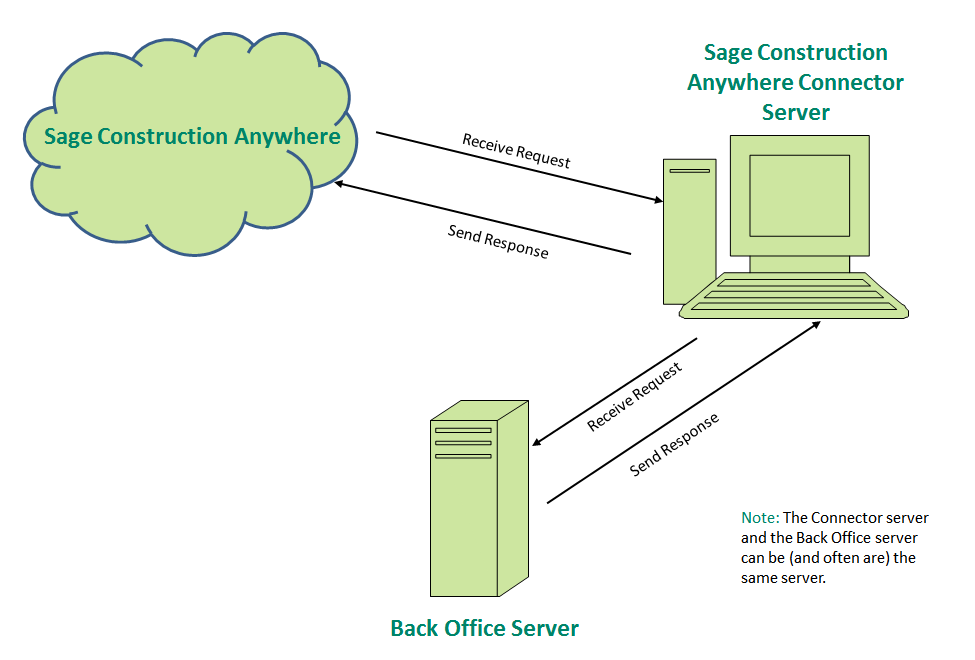 Sage Construction Anywhere
Sage Construction
Anywhere Connector
Server
Receive Request
Send Response
Receive Request
Send Response
Note: The Connector server
and the Back Office server
can be (and often are) the
same server.
Back Office Server